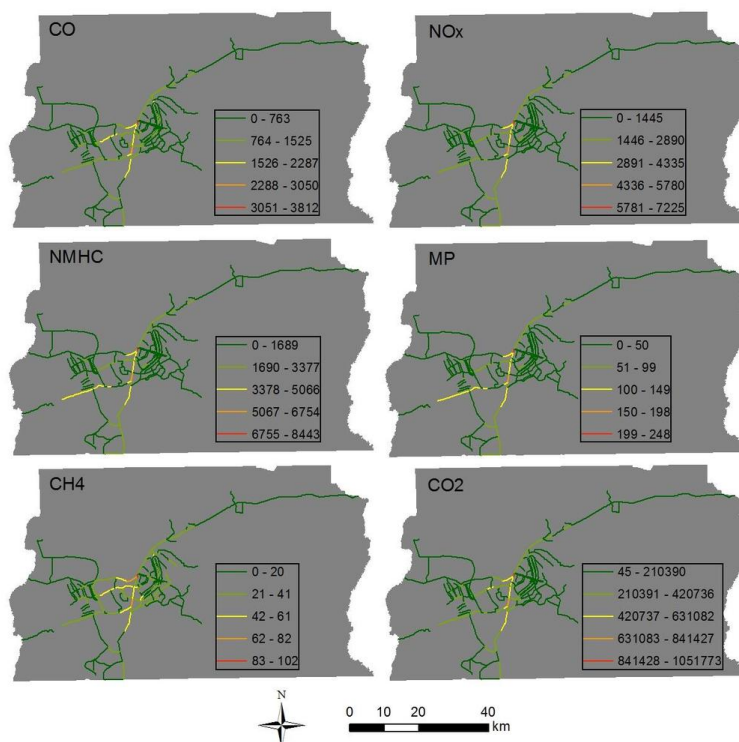 CO
0 - 763
764 - 1525
1526 - 2287
2288 - 3050
3051 - 3812
NOx
0 - 1445
1446 - 2890
2891 - 4335
4336 - 5780
5781 - 7225
NMHC
0 - 1689
1690 - 3377
3378 - 5066
5067 - 6754
6755 - 8443
MP
0 - 50
51 - 99
100 - 149
150 - 198
199 - 248
CH4
0 - 20
21 - 41
42 - 61
62 - 82
83 - 102
CO2
45 - 210390
210391 - 420736
420737 - 631082
631083 - 841427
841428 - 1051773
N
0 10 20 40
km